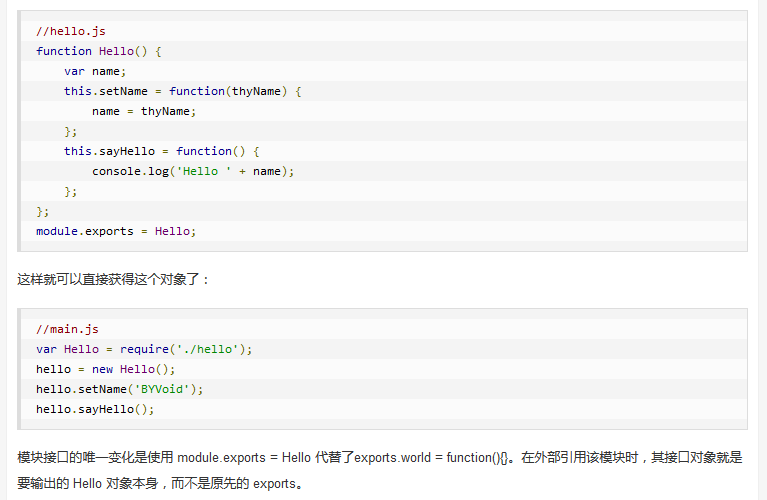 //hello.js
function Hello() {
    var name;
    this.setName = function(thyName) {
        name = thyName;
    };
    this.sayHello = function() {
        console.log('Hello ' + name);
    };
};
module.exports = Hello;
这样就可以直接获得这个对象了：
//main.js
var Hello = require('./hello');
hello = new Hello();
hello.setName('BYVoid');
hello.sayHello();
模块接口的唯一变化是使用 module.exports = Hello 代替了exports.world = function(){}。在外部引用该模块时，其接口对象就是
要输出的 Hello 对象本身，而不是原先的 exports。